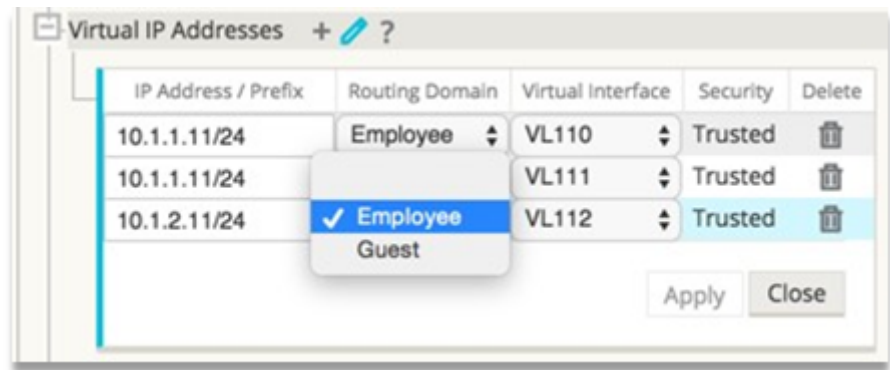 Virtual IP Addresses + ?
IP Address / Prefix Routing Domain Virtual Interface Security Delete
10.1.1.11/24 Employee VL110 Trusted
10.1.1.11/24 VL111 Trusted
10.1.2.11/24 ✓ Employee VL112 Trusted
Guest
Apply Close